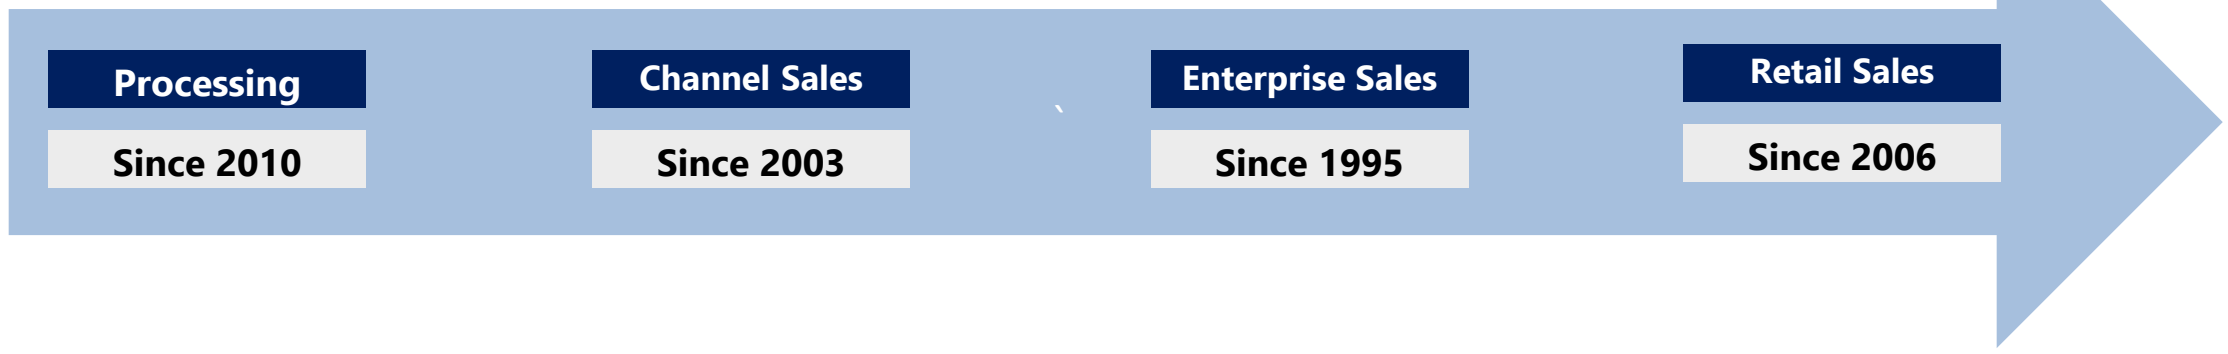 Processing
Since 2010
Channel Sales
Since 2003
`
Enterprise Sales
Since 1995
Retail Sales
Since 2006